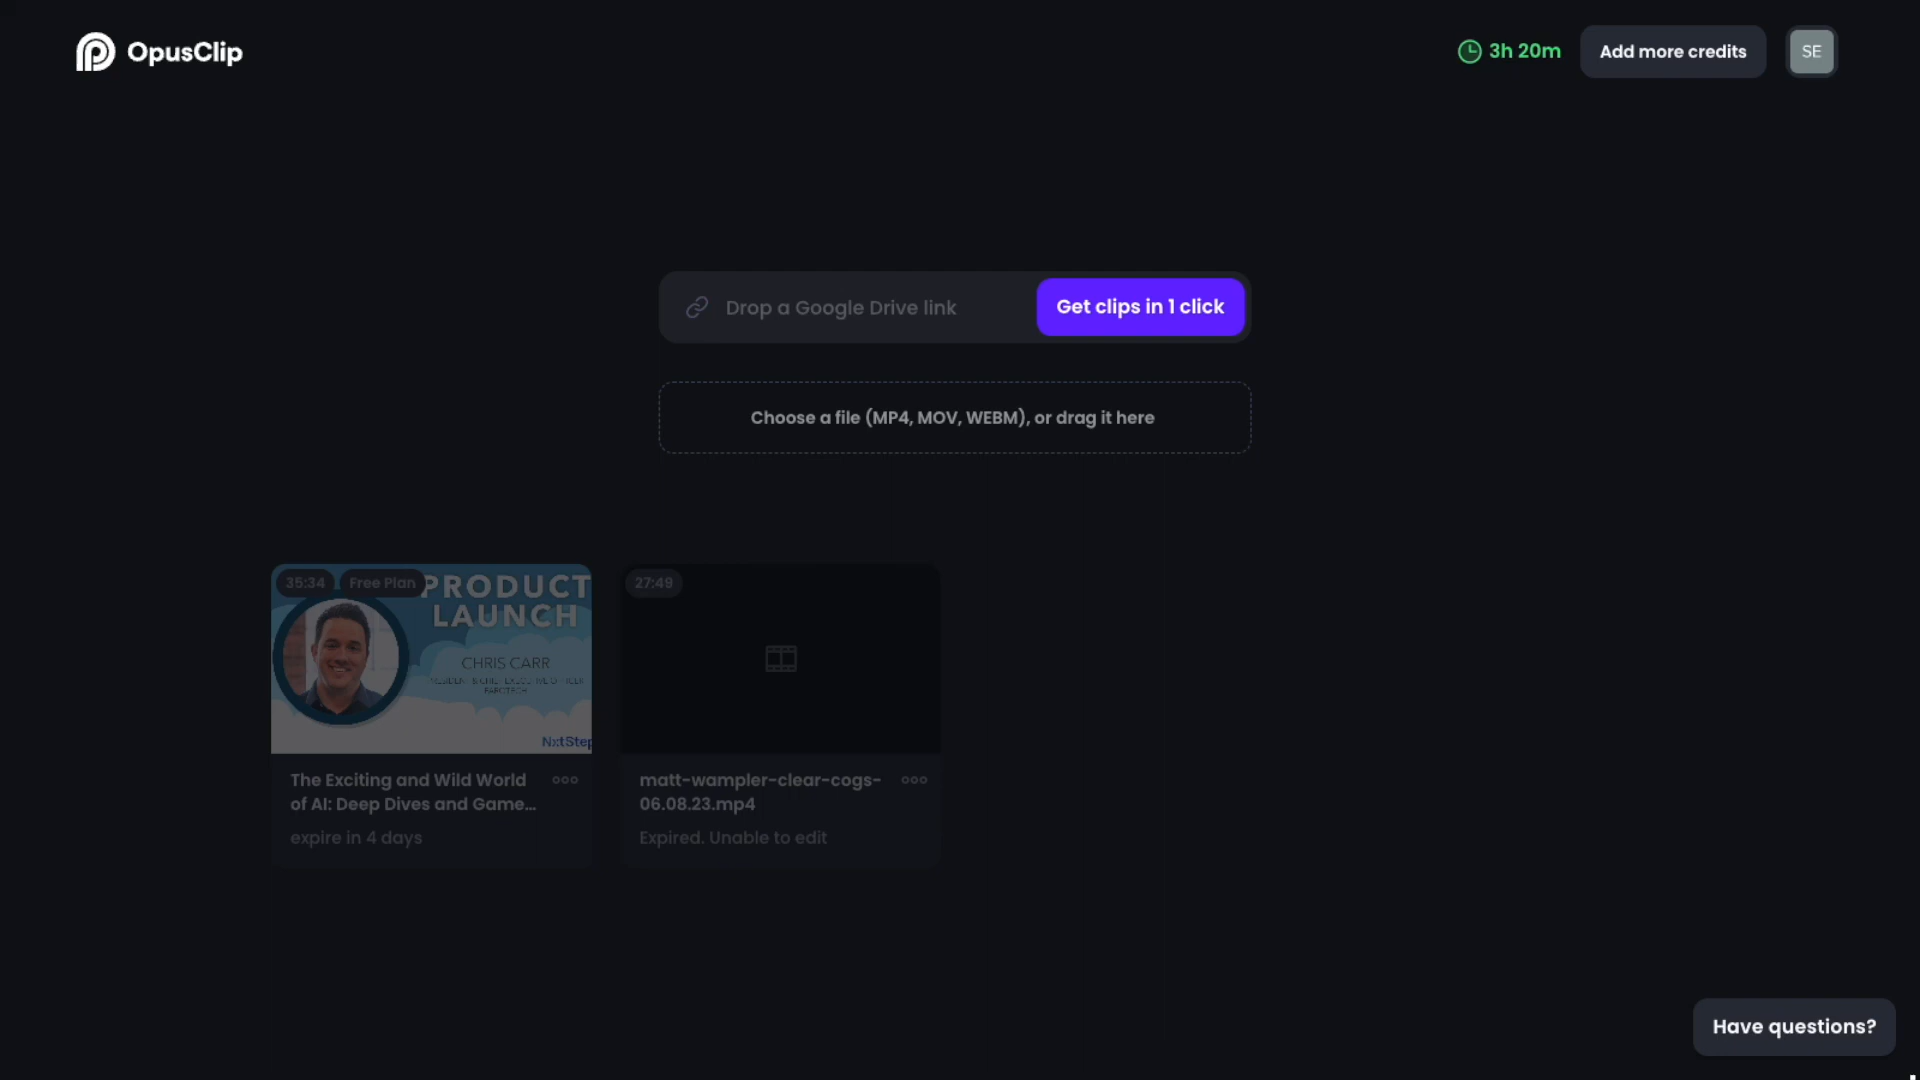 OpusClip
3h 20m
Add more credits
SE
Drop a Google Drive link
Get clips in 1 click
Choose a file (MP4, MOV, WEBM), or drag it here
35:34
Free Plan
PRODUCT
LAUNCH
CHRIS CARR
NxtStep
The Exciting and Wild World
of AI: Deep Dives and Game...
expire in 4 days
27:49
matt-wampler-clear-cogs-
06.08.23.mp4
Expired. Unable to edit
Have questions?